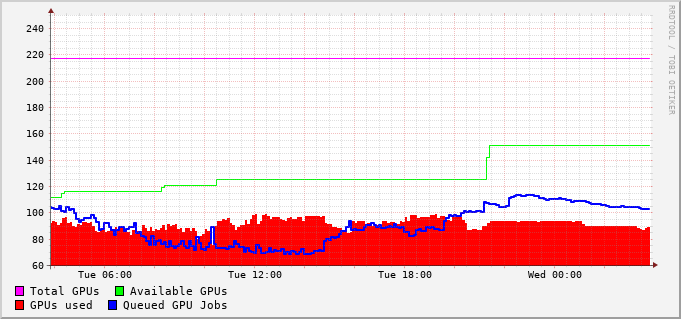 RRDTOOL / TOBI OETIKER
240
220
200
180
160
140
120
100
80
60
Tue 06:00 Tue 12:00 Tue 18:00 Wed 00:00
Total GPUs Available GPUs
GPUs used Queued GPU Jobs